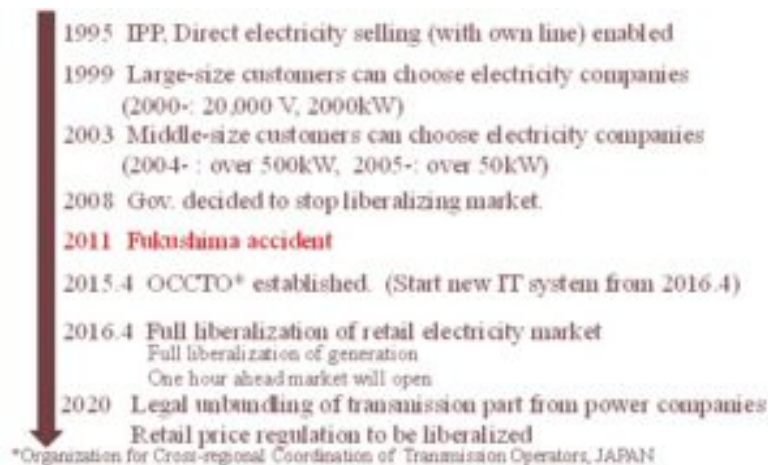 1995 IPP, Direct electricity selling (with own line) enabled
1999 Large-size customers can choose electricity companies
(2000-: 20,000 V, 2000kW)
2003 Middle-size customers can choose electricity companies
(2004- : over 500kW, 2005-: over 50kW)
2008 Gov. decided to stop liberalizing market.
2011 Fukushima accident
2015.4 OCCTO* established. (Start new IT system from 2016.4)
2016.4 Full liberalization of retail electricity market
Full liberalization of generation
One hour ahead market will open
2020 Legal unbundling of transmission part from power companies
Retail price regulation to be liberalized
*Organization for Cross-regional Coordination of Transmission Operators, JAPAN